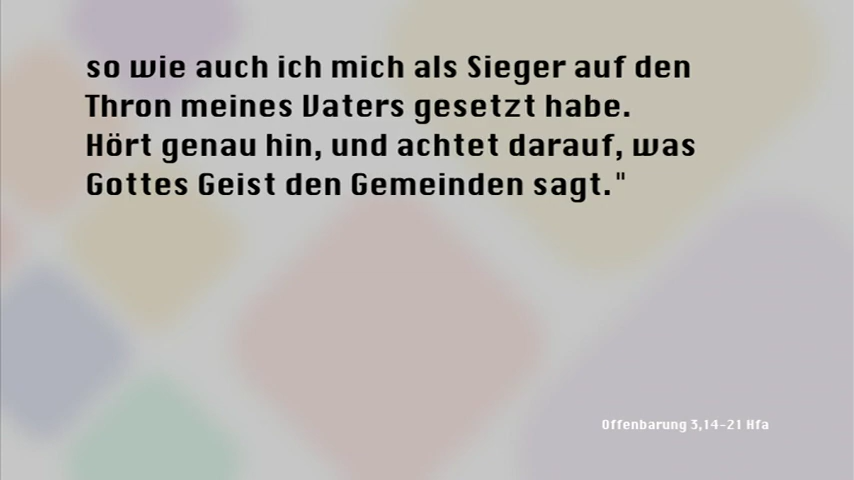 so wie auch ich mich als Sieger auf den
Thron meines Vaters gesetzt habe.
Hört genau hin, und achtet darauf, was
Gottes Geist den Gemeinden sagt."
Offenbarung 3,14-21 Hfa